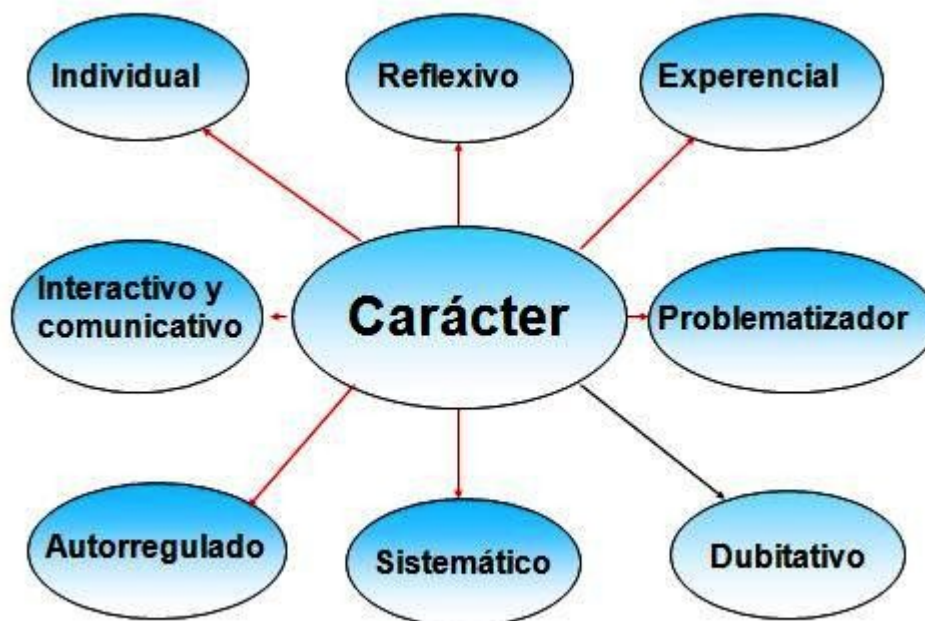 Individual
Reflexivo
Experencial
Interactivo y
comunicativo
Carácter
Problematizador
Autorregulado
Sistemático
Dubitativo